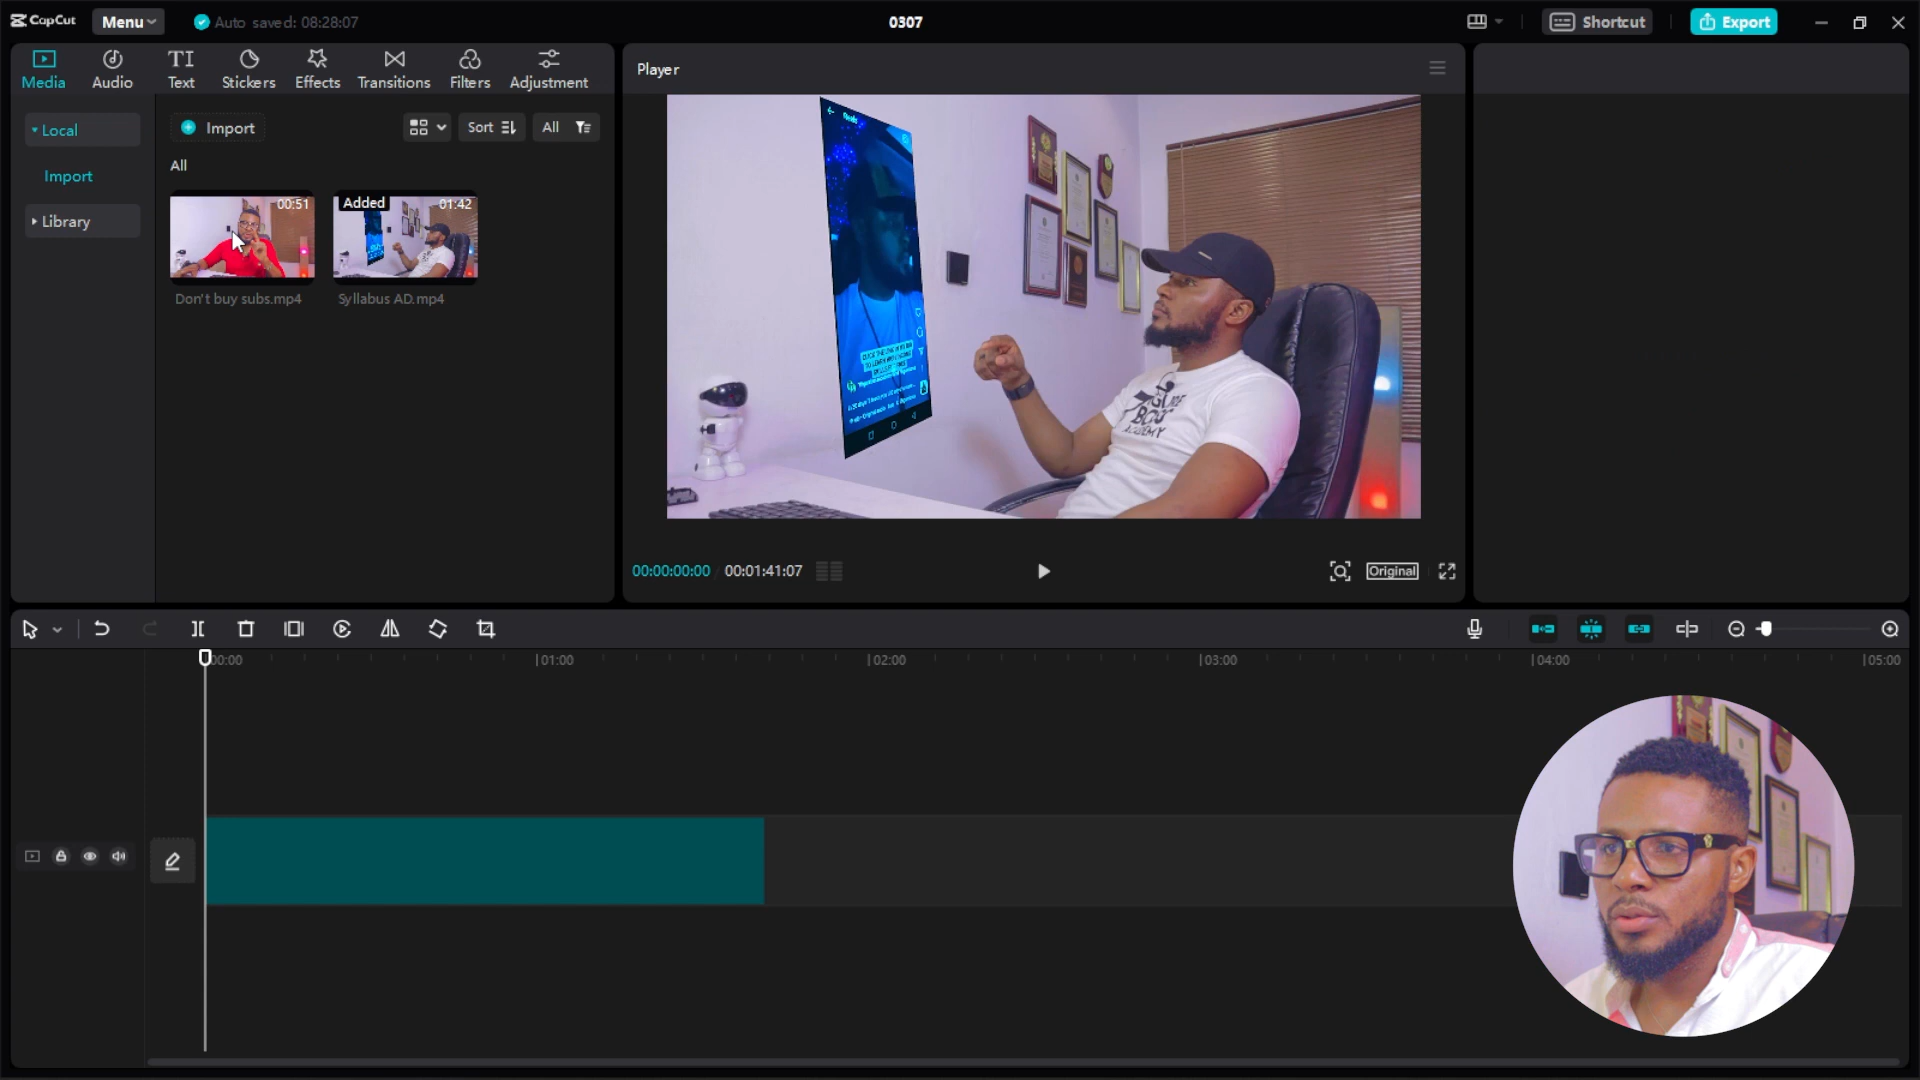 CapCut
Menu
Auto saved: 08:28:07
0307
Shortcut
Export
Media
Audio
TI
Text
Stickers
Effects
Transitions
Filters
Adjustment
Local
Import
Library
Import
Sort
All
All
00:51
Added
01:42
Don't buy subs.mp4
Syllabus AD.mp4
Player
Reels
ACADEMY
00:00:00:00 / 00:01:41:07
Original
00:00
01:00
02:00
03:00
04:00
05:00